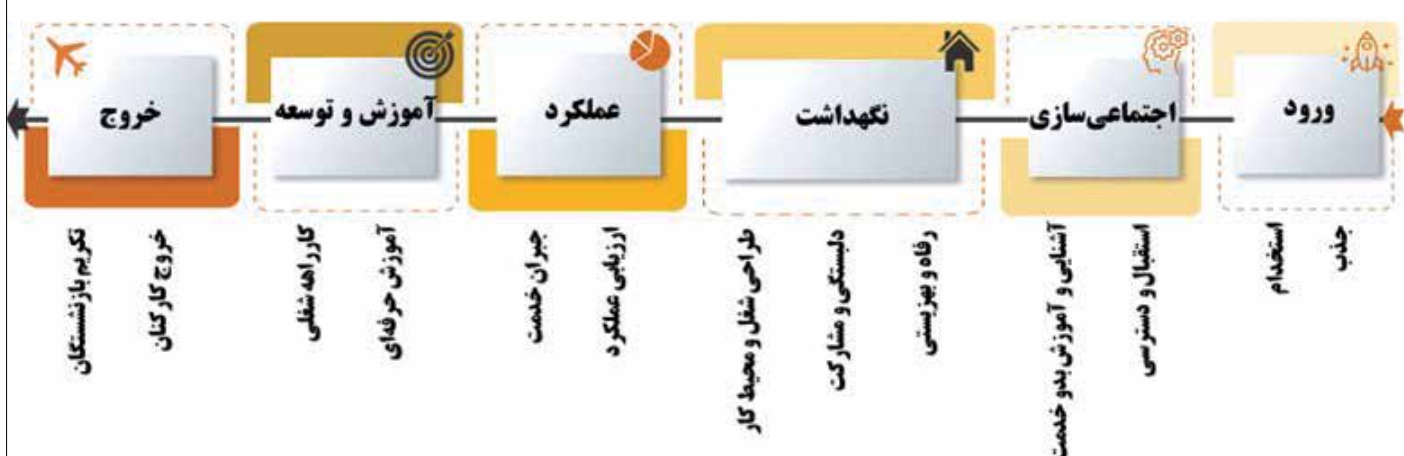 ورود
اجتماعی‌سازی
نگهداشت
عملکرد
آموزش و توسعه
خروج
جذب
استخدام
استقبال و دسترسی
آشنایی و آموزش بدو خدمت
رفاه و بهزیستی
دلبستگی و مشارکت
طراحی شغل و محیط کار
ارزیابی عملکرد
جبران خدمت
آموزش حرفه‌ای
کارراهه شغلی
خروج کارکنان
تکریم بازنشستگان